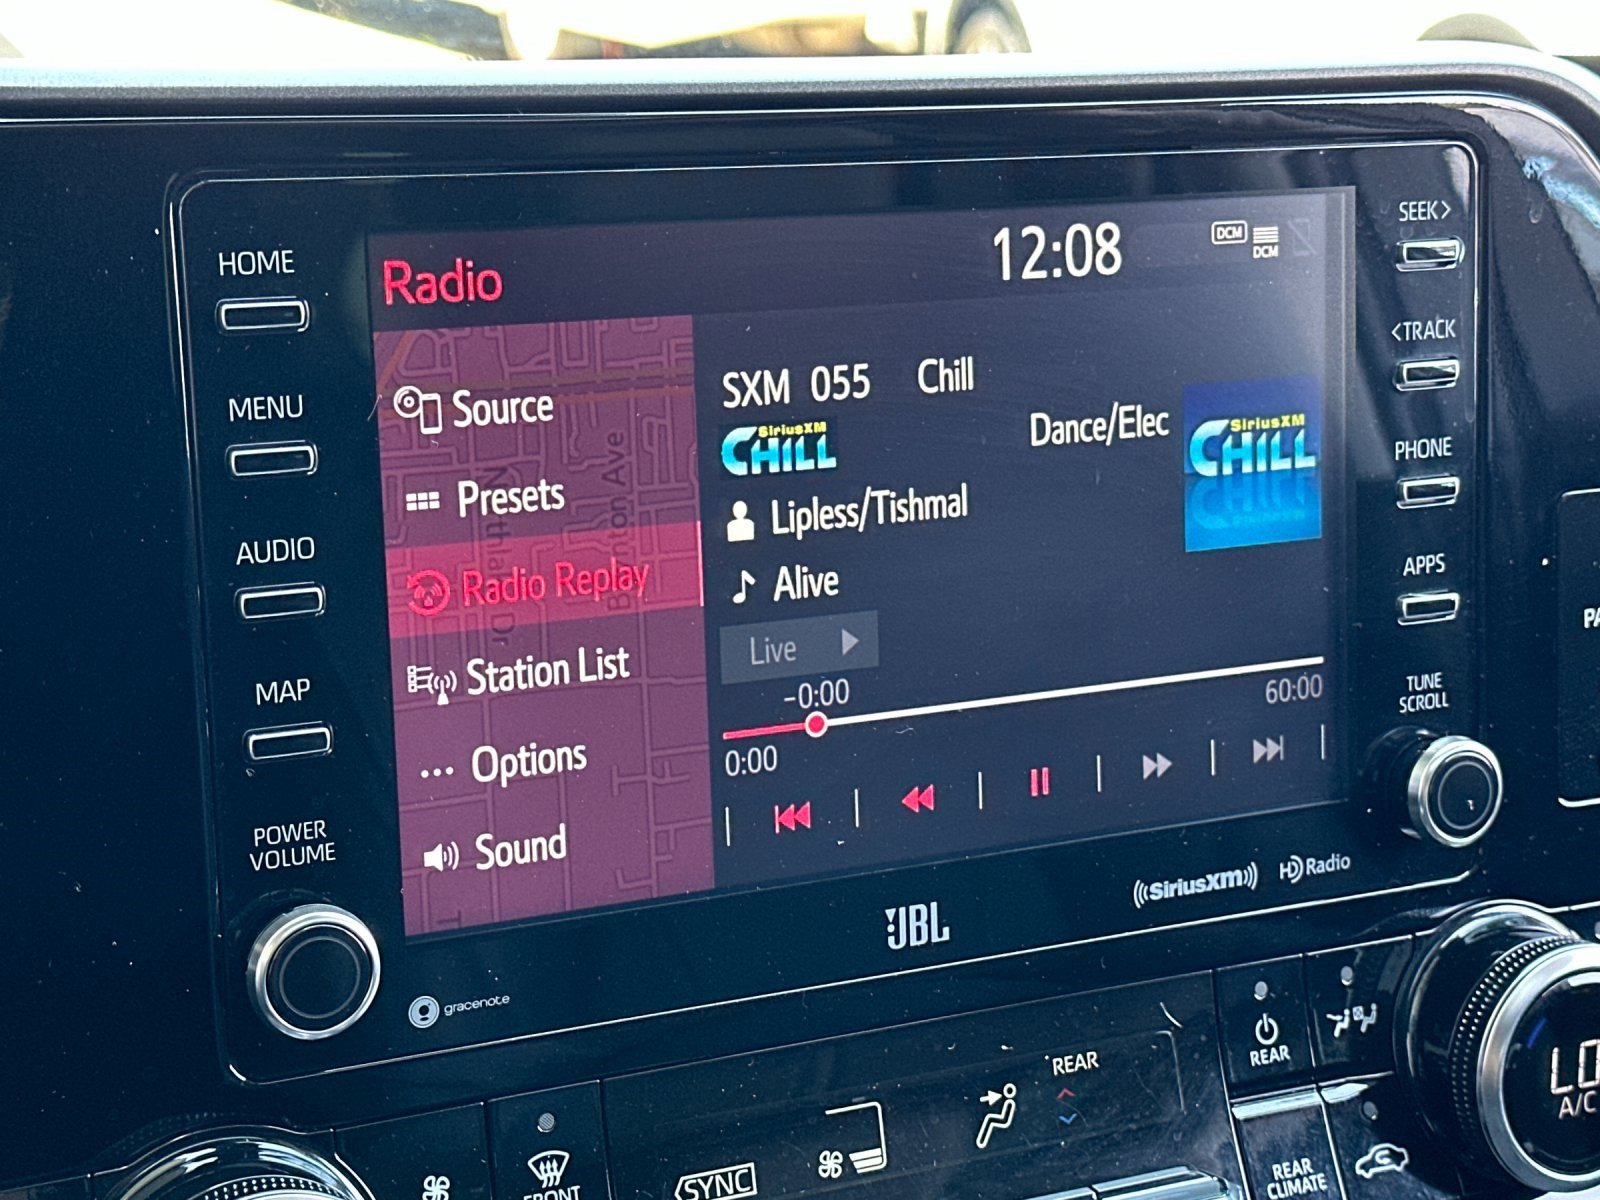 HOME
MENU
AUDIO
MAP
POWER
VOLUME
Radio
12:08
DCM
DCM
Source
Presets
Radio Replay
Station List
Options
Sound
SXM 055 Chill
SiriusXM
CHILL
Dance/Elec
SiriusXM
CHILL
Lipless/Tishmal
Alive
Live
-0:00
60:00
0:00
SEEK>
<TRACK
PHONE
APPS
TUNE
SCROLL
gracenote
JBL
((SiriusXM))
HD Radio
REAR
REAR
REAR
CLIMATE
SYNC
FRONT
LO
A/C